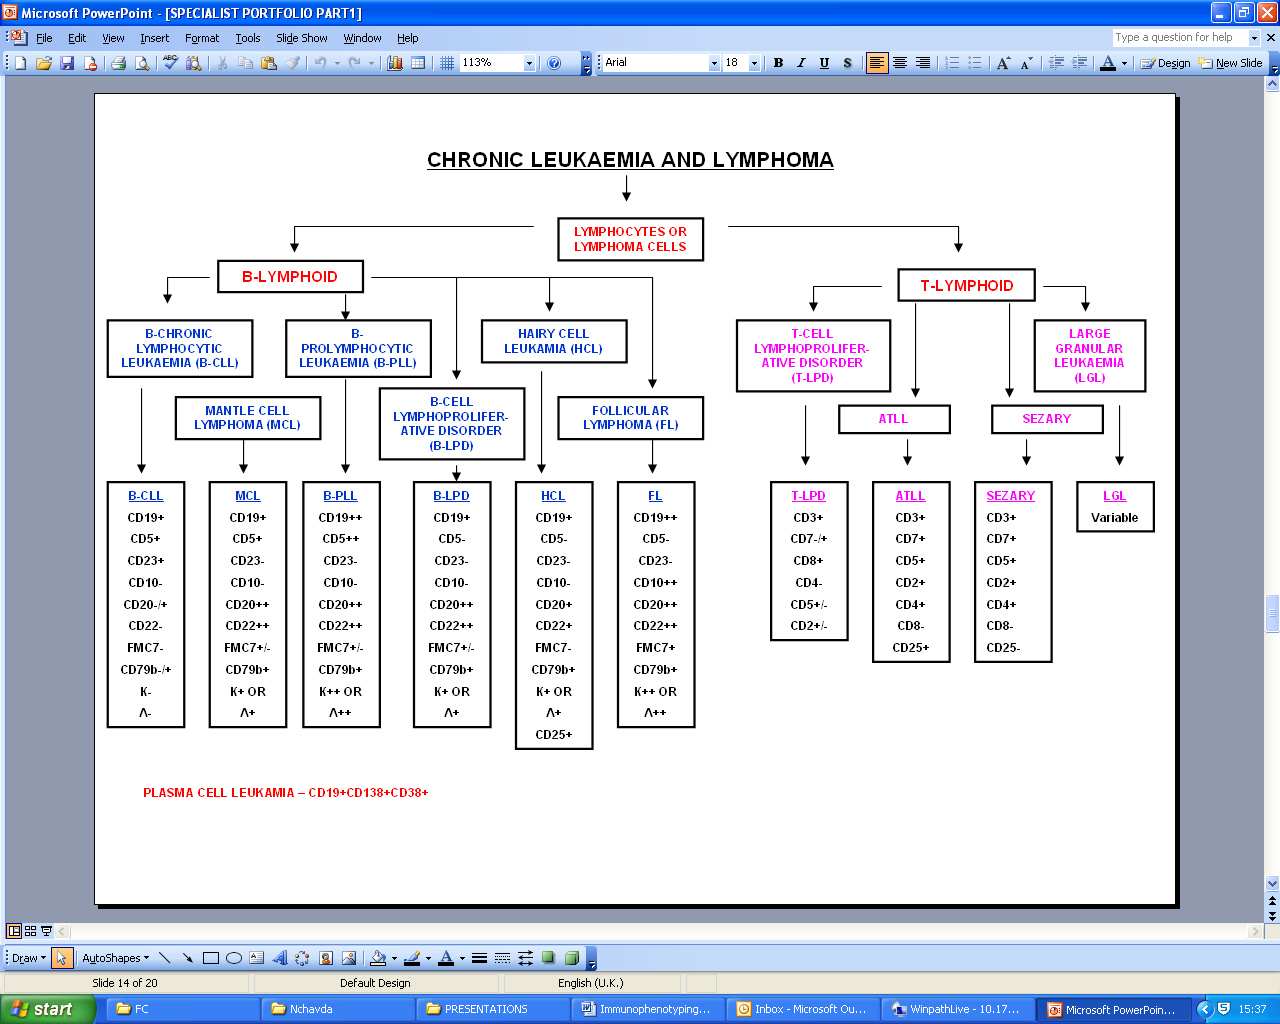 Microsoft PowerPoint - [SPECIALIST PORTFOLIO PART1]
File Edit View Insert Format Tools Slide Show Window Help
Type a question for help
113%
Arial
18
B I U S
Design
New Slide
CHRONIC LEUKAEMIA AND LYMPHOMA
LYMPHOCYTES OR
LYMPHOMA CELLS
B-LYMPHOID
T-LYMPHOID
B-CHRONIC
LYMPHOCYTIC
LEUKAEMIA (B-CLL)
B-
PROLYMPHOCYTIC
LEUKAEMIA (B-PLL)
HAIRY CELL
LEUKAMIA (HCL)
T-CELL
LYMPHOPROLIFER-
ATIVE DISORDER
(T-LPD)
LARGE
GRANULAR
LEUKAEMIA
(LGL)
MANTLE CELL
LYMPHOMA (MCL)
B-CELL
LYMPHOPROLIFER-
ATIVE DISORDER
(B-LPD)
FOLLICULAR
LYMPHOMA (FL)
ATLL
SEZARY
B-CLL
CD19+
CD5+
CD23+
CD10-
CD20-/+
CD22-
FMC7-
CD79b-/+
K-
Λ-
MCL
CD19+
CD5+
CD23-
CD10-
CD20++
CD22++
FMC7+/-
CD79b+
K+ OR
Λ+
B-PLL
CD19++
CD5++
CD23-
CD10-
CD20++
CD22++
FMC7+/-
CD79b+
K++ OR
Λ++
B-LPD
CD19+
CD5-
CD23-
CD10-
CD20++
CD22++
FMC7+/-
CD79b+
K+ OR
Λ+
HCL
CD19+
CD5-
CD23-
CD10-
CD20+
CD22+
FMC7-
CD79b+
K+ OR
Λ+
CD25+
FL
CD19++
CD5-
CD23-
CD10++
CD20++
CD22++
FMC7+
CD79b+
K++ OR
Λ++
T-LPD
CD3+
CD7-/+
CD8+
CD4-
CD5+/-
CD2+/-
ATLL
CD3+
CD7+
CD5+
CD2+
CD4+
CD8-
CD25+
SEZARY
CD3+
CD7+
CD5+
CD2+
CD4+
CD8-
CD25-
LGL
Variable
PLASMA CELL LEUKAMIA – CD19+CD138+CD38+
Draw
AutoShapes
Slide 14 of 20
Default Design
English (U.K.)
start
FC
Nchavda
PRESENTATIONS
Immunophenotyping...
Inbox - Microsoft Ou...
WinpathLive - 10.17...
Microsoft PowerPoin...
15:37